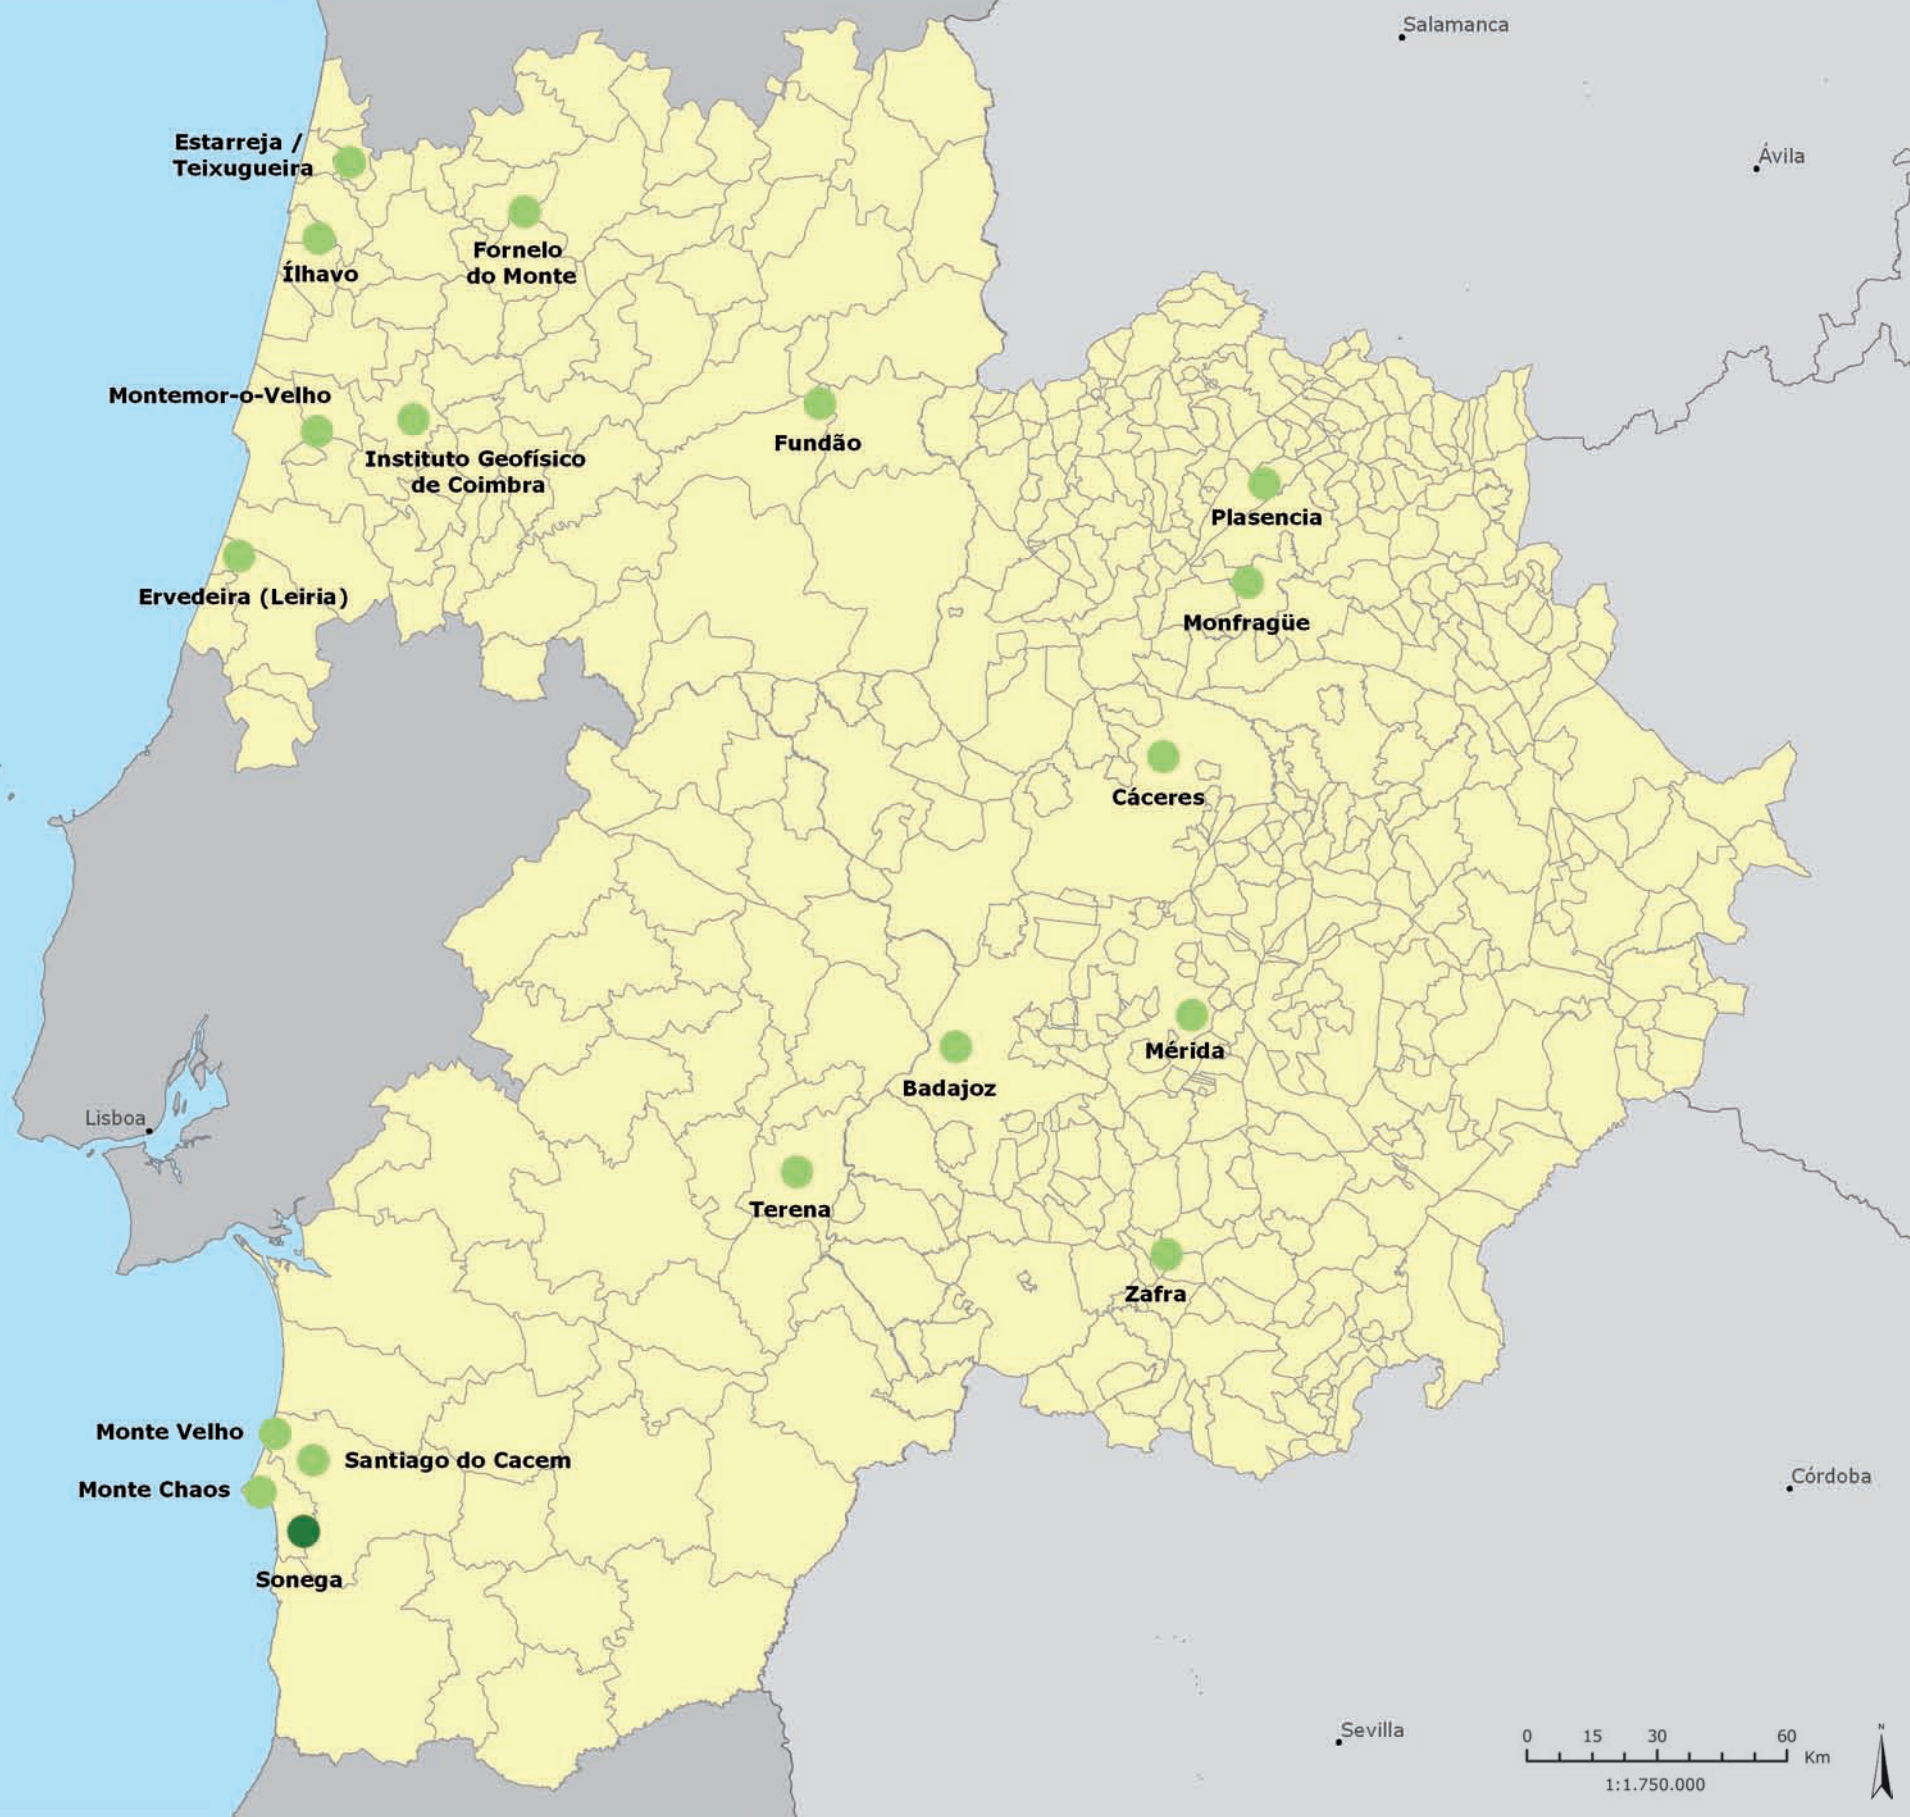 Salamanca
Estarreja /
Teixugueira
Ávila
Fornelo
do Monte
Ílhavo
Montemor-o-Velho
Fundão
Instituto Geofísico
de Coimbra
Plasencia
Ervedeira (Leiria)
Monfragüe
Cáceres
Mérida
Badajoz
Lisboa
Terena
Zafra
Monte Velho
Santiago do Cacem
Monte Chaos
Córdoba
Sonega
Sevilla
0 15 30 60
Km
1:1.750.000
N